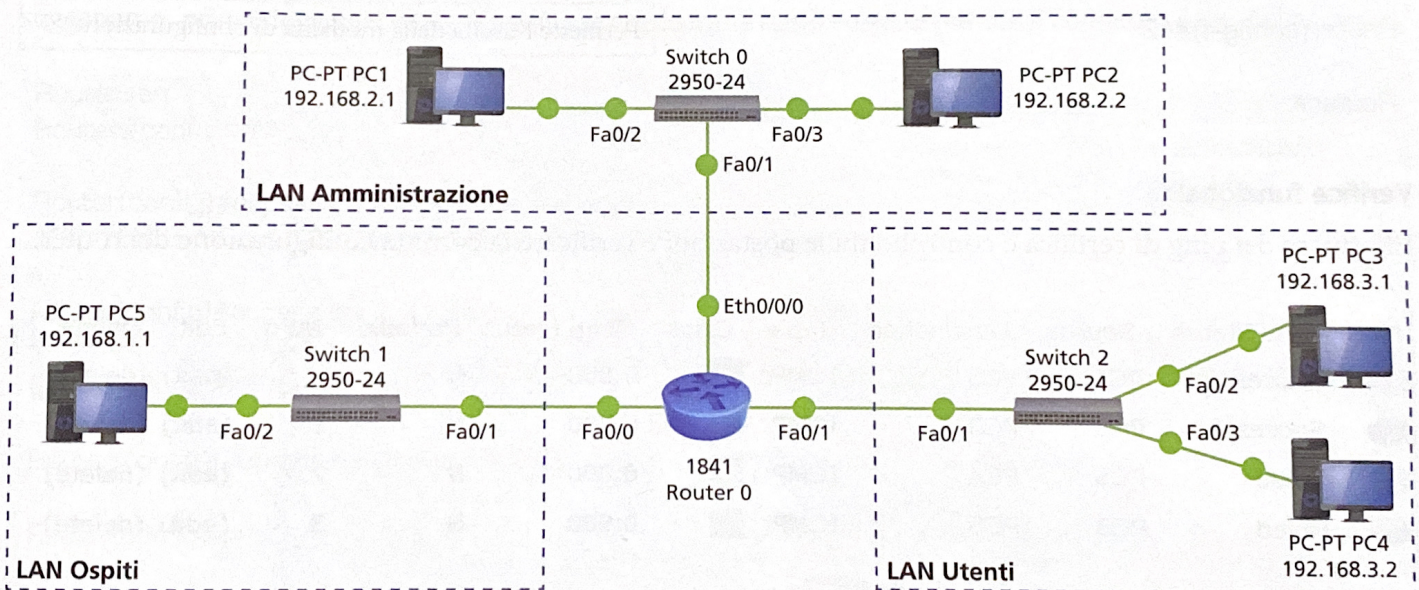 PC-PT PC1
192.168.2.1
Switch 0
2950-24
PC-PT PC2
192.168.2.2
Fa0/2
Fa0/3
Fa0/1
LAN Amministrazione
Eth0/0/0
PC-PT PC5
192.168.1.1
Switch 1
2950-24
Fa0/2
Fa0/1
Fa0/0
Fa0/1
1841
Router 0
LAN Ospiti
PC-PT PC3
192.168.3.1
Switch 2
2950-24
Fa0/1
Fa0/2
Fa0/3
PC-PT PC4
192.168.3.2
LAN Utenti